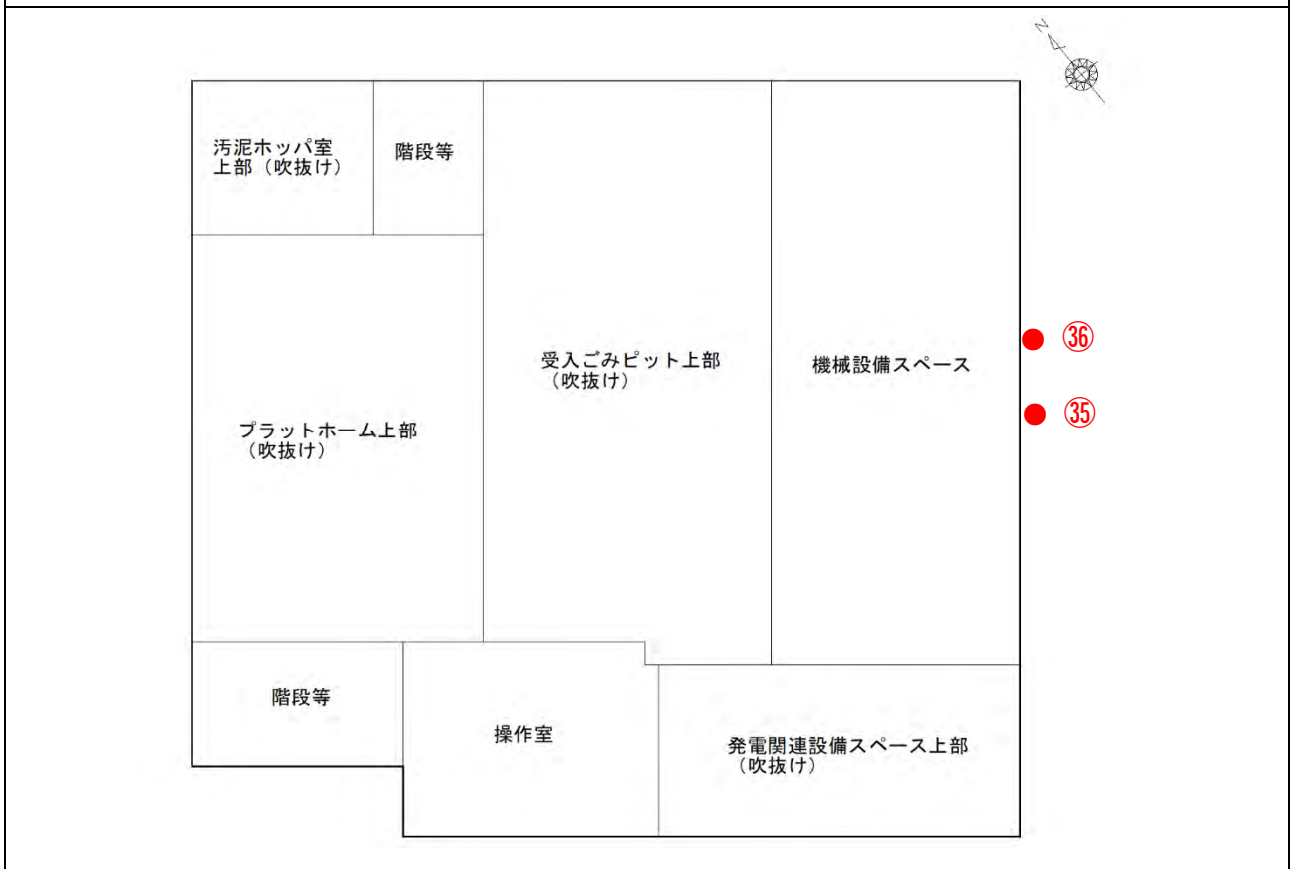 N
汚泥ホッパ室
上部（吹抜け）
階段等
受入ごみピット上部
（吹抜け）
機械設備スペース
㊱
㉟
プラットホーム上部
（吹抜け）
階段等
操作室
発電関連設備スペース上部
（吹抜け）